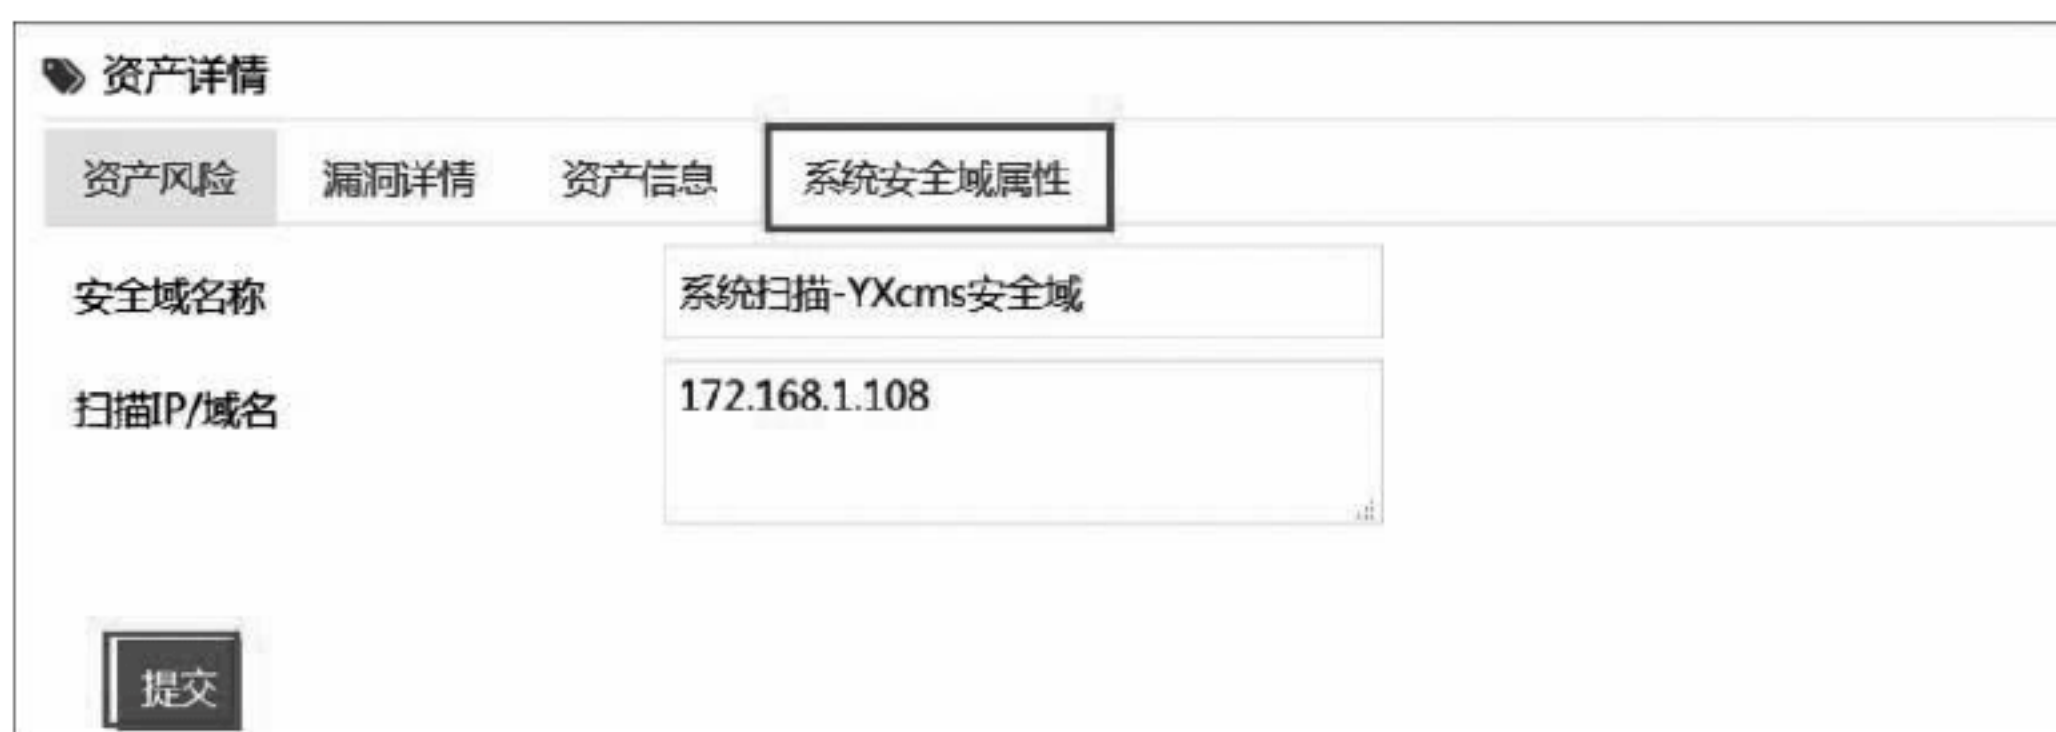 资产详情
资产风险 漏洞详情 资产信息 系统安全域属性
安全域名称 系统扫描-YXcms安全域
扫描IP/域名 172.168.1.108
提交